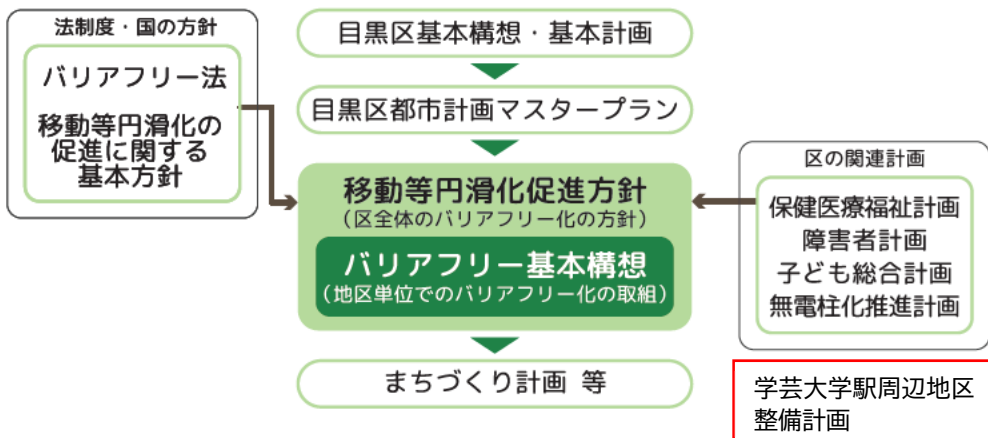 法制度・国の方針
バリアフリー法
移動等円滑化の
促進に関する
基本方針
目黒区基本構想・基本計画
目黒区都市計画マスタープラン
移動等円滑化促進方針
（区全体のバリアフリー化の方針）
バリアフリー基本構想
（地区単位でのバリアフリー化の取組）
まちづくり計画 等
区の関連計画
保健医療福祉計画
障害者計画
子ども総合計画
無電柱化推進計画
学芸大学駅周辺地区
整備計画